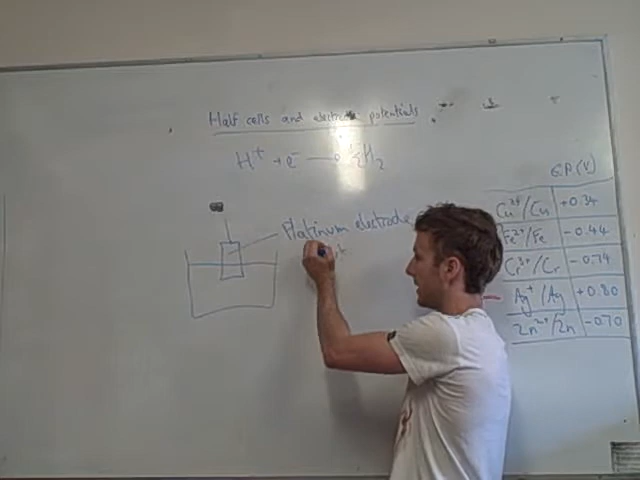 Half cells and electrode potentials
H⁺ + e⁻ → ½H₂
Platinum electrode
E.P (V)
Cu²⁺/Cu +0.34
Fe²⁺/Fe -0.44
Cr³⁺/Cr -0.74
Ag⁺/Ag +0.80
Zn²⁺/Zn -0.70